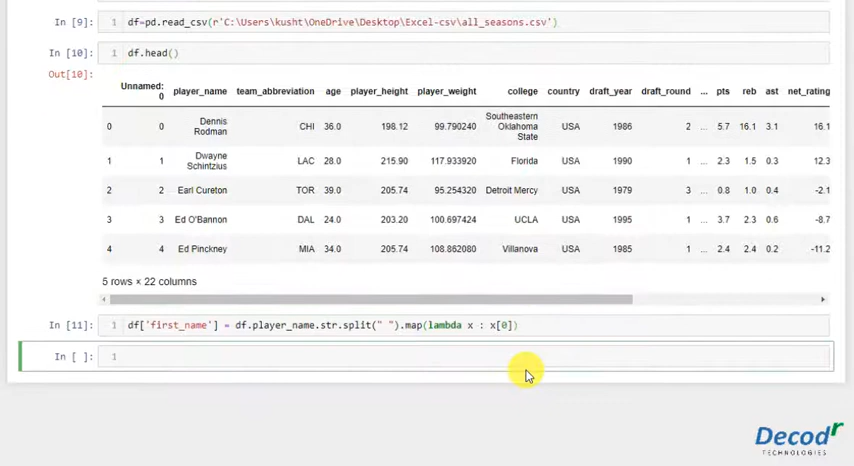 In [9]: 1 df=pd.read_csv(r'C:\Users\kusht\OneDrive\Desktop\Excel-csv\all_seasons.csv')
In [10]: 1 df.head()
Out[10]:
Unnamed: 0 player_name team_abbreviation age player_height player_weight college country draft_year draft_round ... pts reb ast net_rating
0 0 Dennis Rodman CHI 36.0 198.12 99.790240 Southeastern Oklahoma State USA 1986 2 ... 5.7 16.1 3.1 16.1
1 1 Dwayne Schintzius LAC 28.0 215.90 117.933920 Florida USA 1990 1 ... 2.3 1.5 0.3 12.3
2 2 Earl Cureton TOR 39.0 205.74 95.254320 Detroit Mercy USA 1979 3 ... 0.8 1.0 0.4 -2.1
3 3 Ed O'Bannon DAL 24.0 203.20 100.697424 UCLA USA 1995 1 ... 3.7 2.3 0.6 -8.7
4 4 Ed Pinckney MIA 34.0 205.74 108.862080 Villanova USA 1985 1 ... 2.4 2.4 0.2 -11.2
5 rows × 22 columns
In [11]: 1 df['first_name'] = df.player_name.str.split(" ").map(lambda x : x[0])
In [ ]: 1
Decodr
TECHNOLOGIES